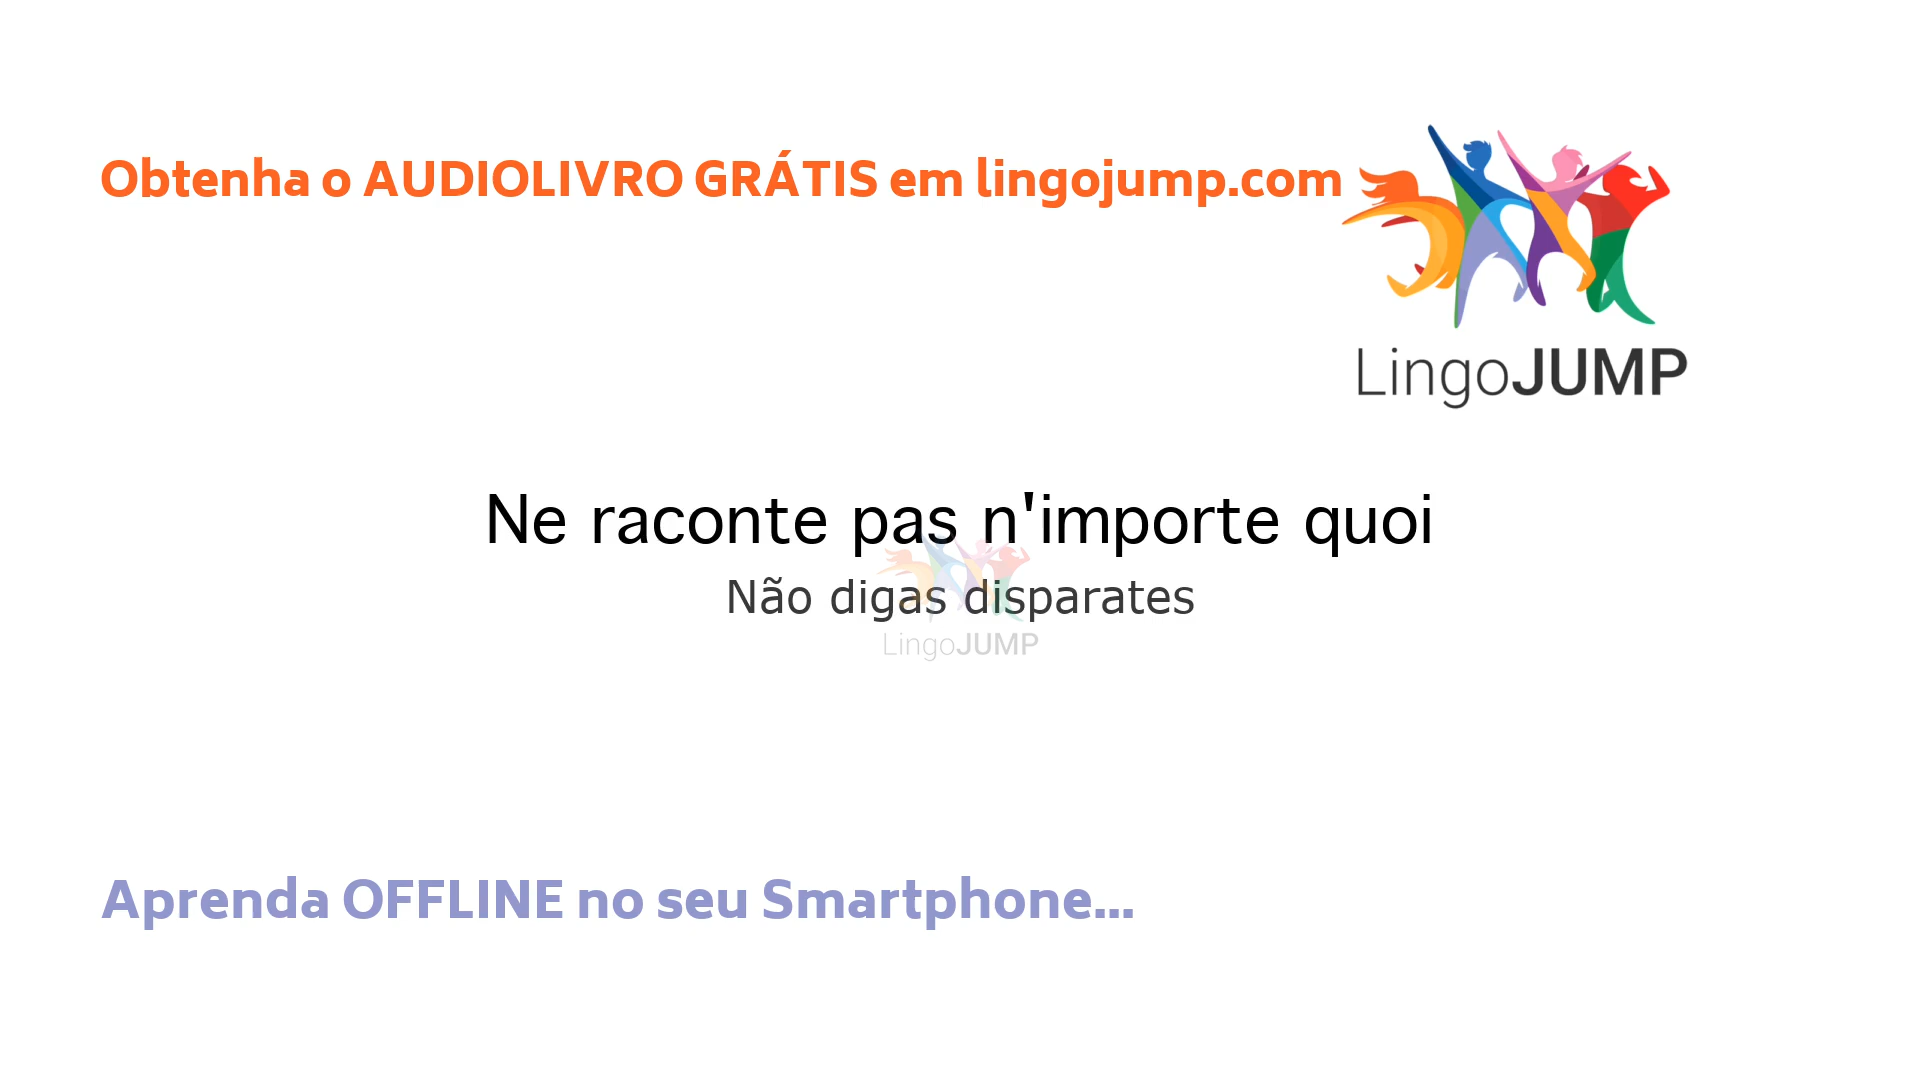 Obtenha o AUDIOLIVRO GRÁTIS em lingojump.com
LingoJUMP
Ne raconte pas n'importe quoi
Não digas disparates
LingoJUMP
Aprenda OFFLINE no seu Smartphone...